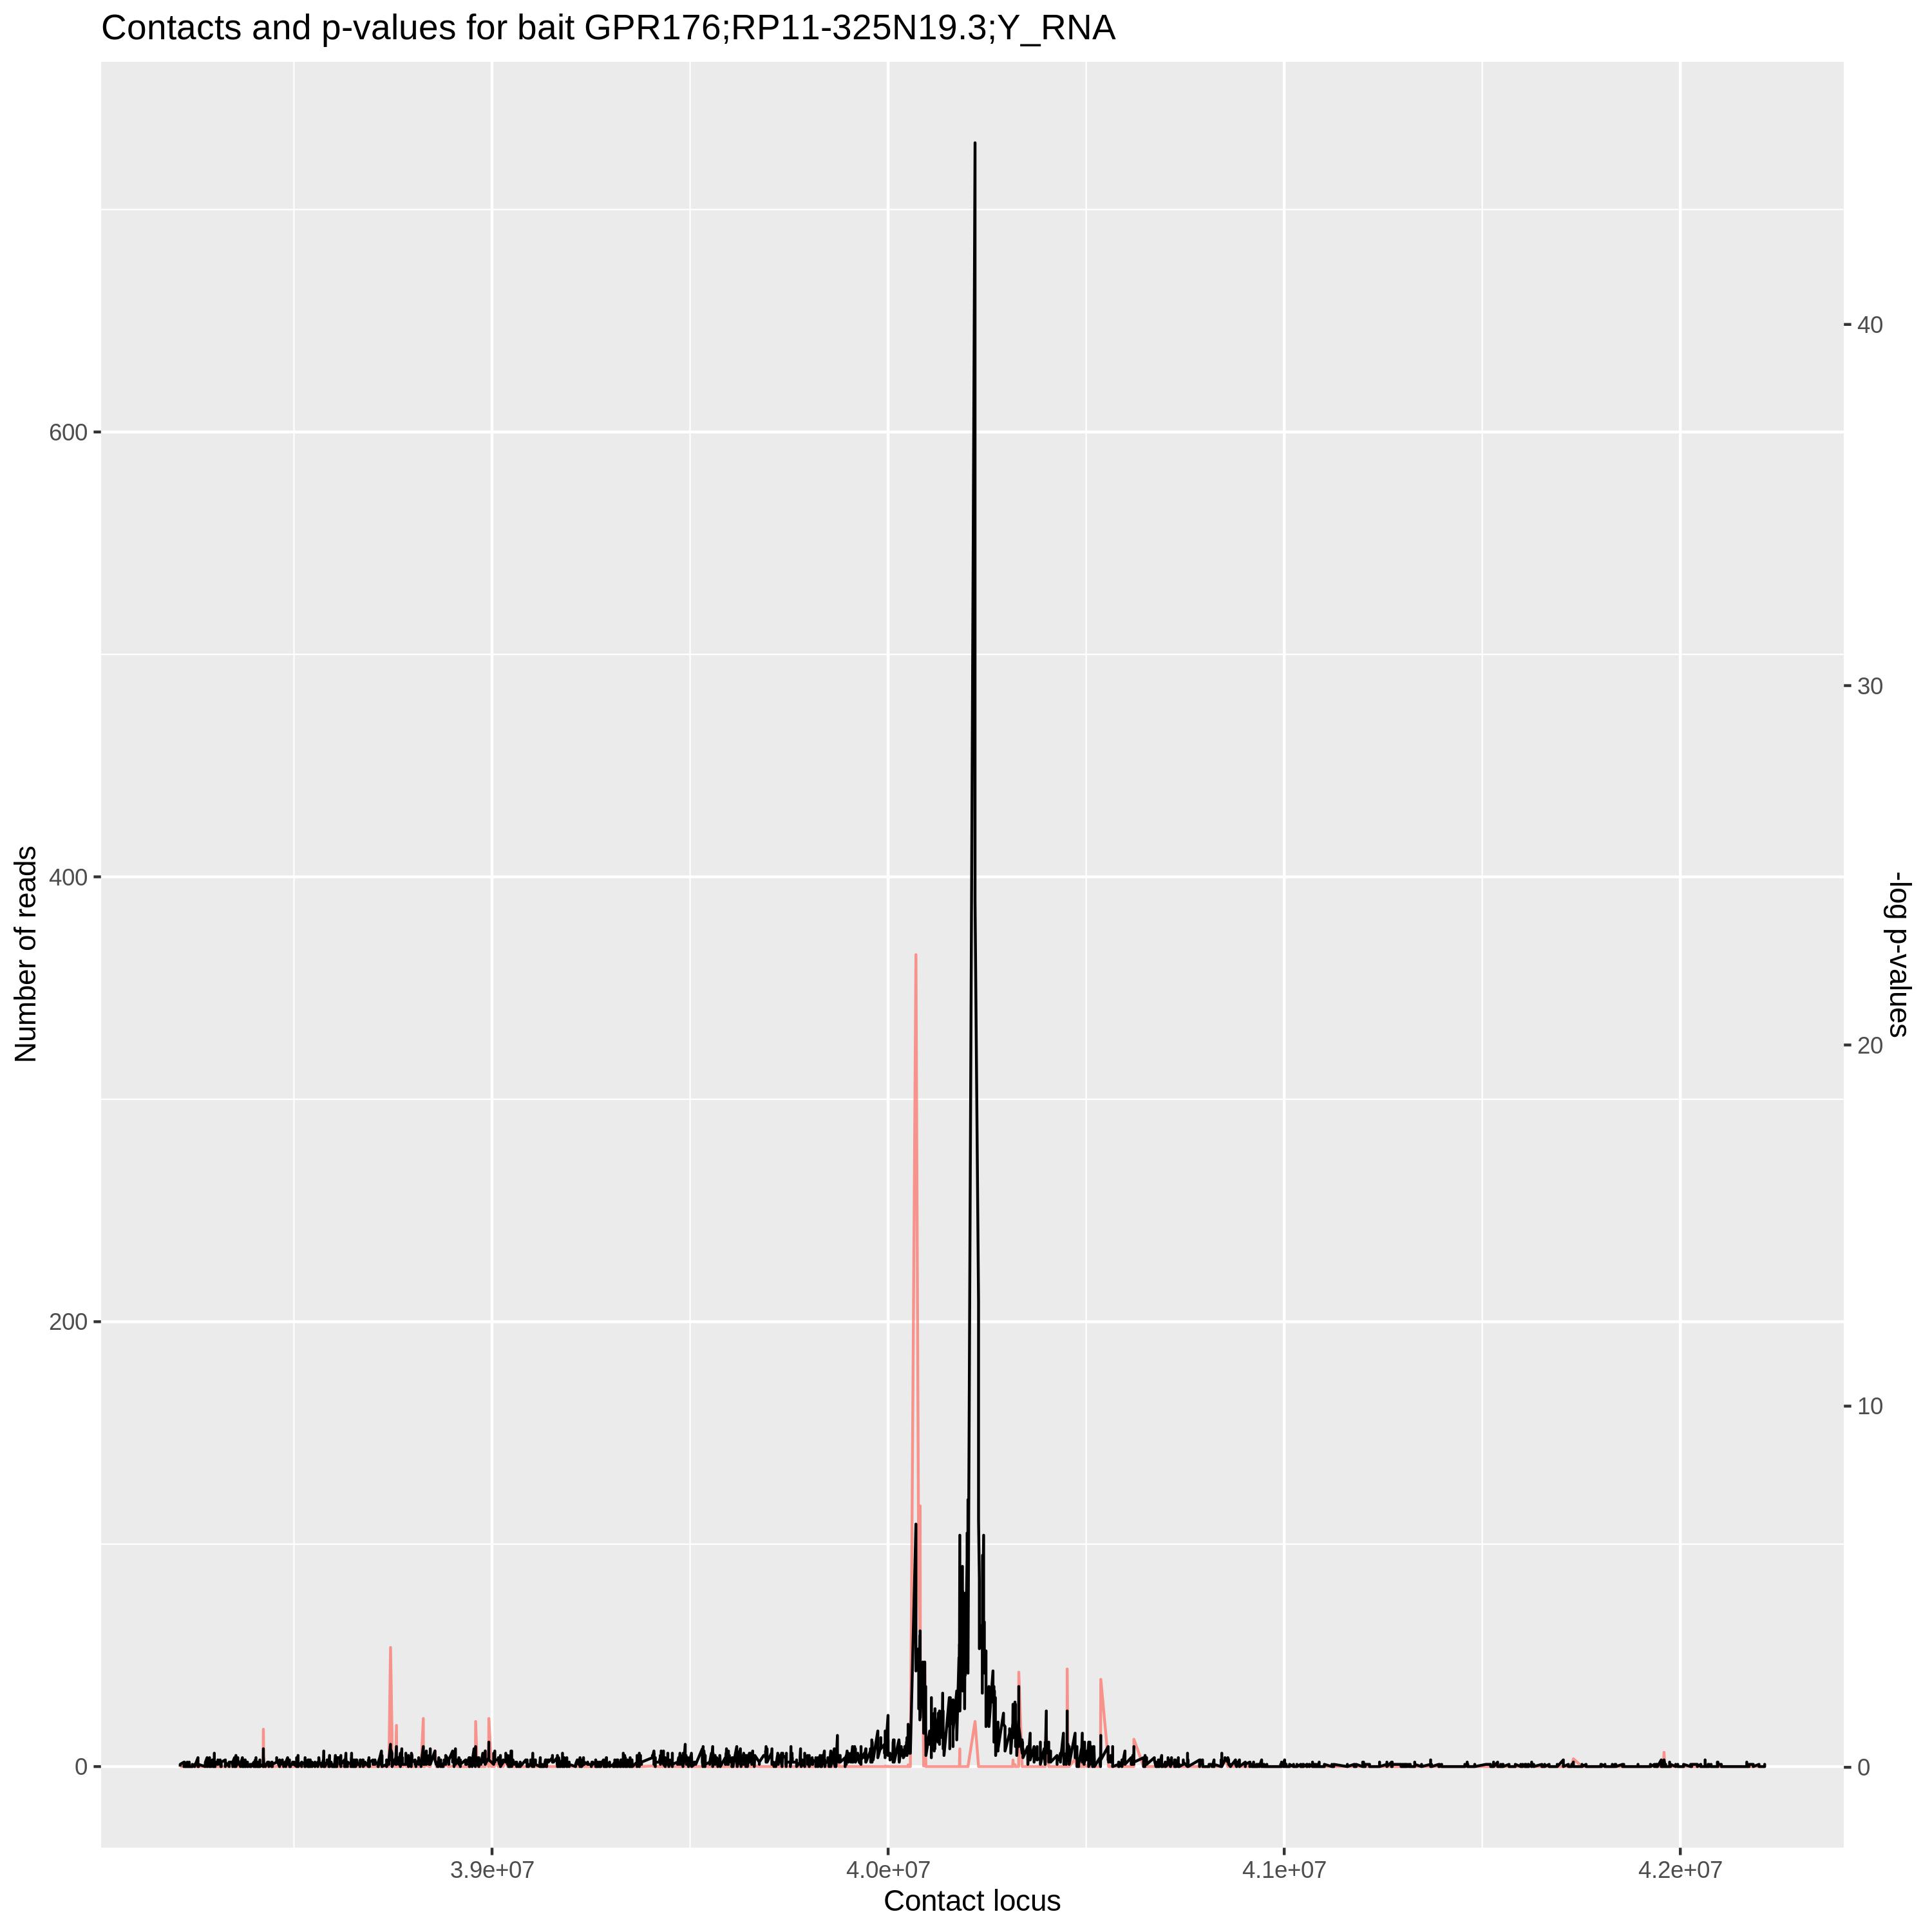 Contacts and p-values for bait GPR176;RP11-325N19.3;Y_RNA
600
400
200
0
Number of reads
40
30
20
10
0
-log p-values
3.9e+07
4.0e+07
4.1e+07
4.2e+07
Contact locus